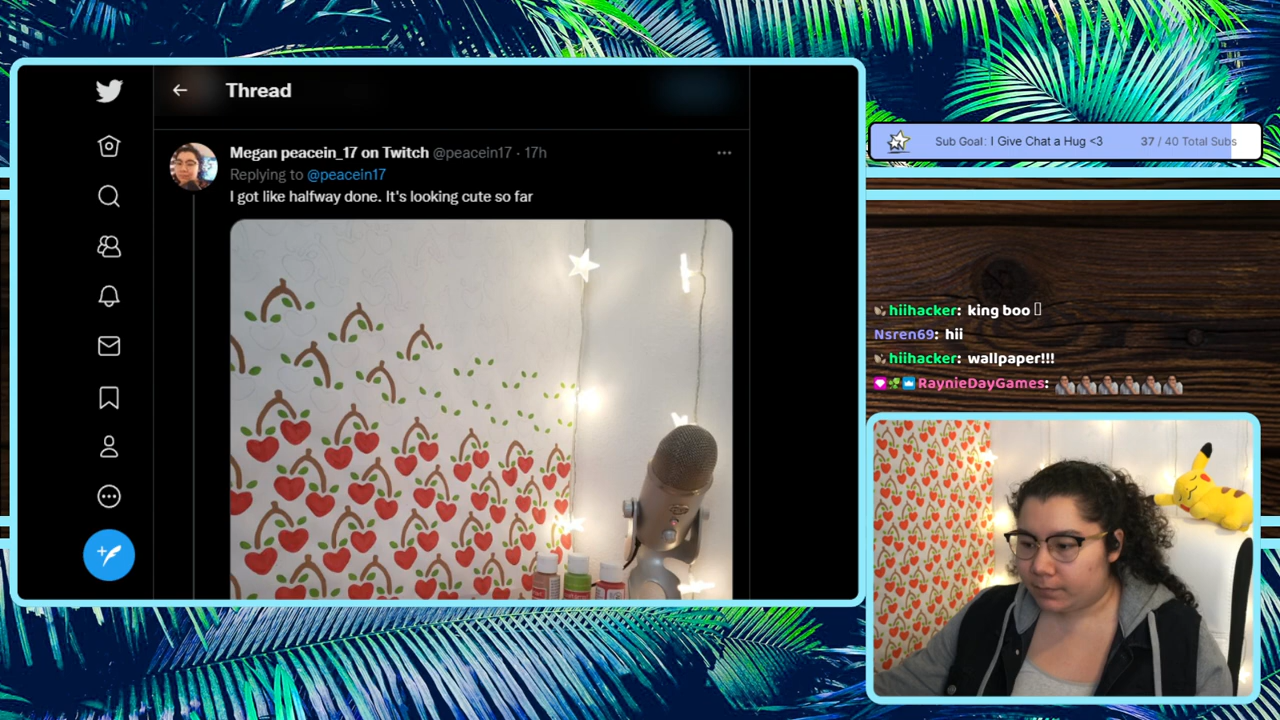 Thread
Megan peacein_17 on Twitch @peacein17 · 17h
Replying to @peacein17
I got like halfway done. It's looking cute so far
Sub Goal: I Give Chat a Hug <3 37 / 40 Total Subs
hiihacker: king boo
Nsren69: hii
hiihacker: wallpaper!!!
RaynieDayGames: